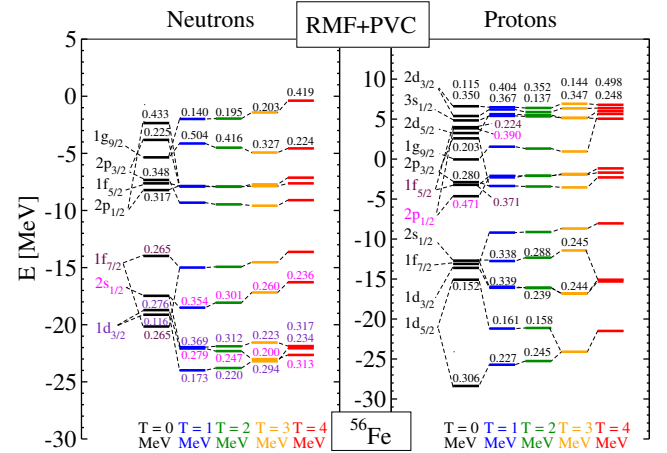 Neutrons
RMF+PVC
Protons
E [MeV]
5
0
-5
-10
-15
-20
-25
-30
1g9/2
2p3/2
1f5/2
2p1/2
1f7/2
2s1/2
1d3/2
0.433
0.225
0.348
0.317
0.265
0.276
0.116
0.265
0.140
0.504
0.354
0.369
0.279
0.173
0.195
0.416
0.301
0.312
0.247
0.220
0.203
0.327
0.260
0.223
0.200
0.294
0.419
0.224
0.236
0.317
0.234
0.313
T = 0 T = 1 T = 2 T = 3 T = 4
MeV MeV MeV MeV MeV
56Fe
10
5
0
-5
-10
-15
-20
-25
-30
2d3/2
3s1/2
2d5/2
1g9/2
2p3/2
1f5/2
2p1/2
2s1/2
1f7/2
1d3/2
1d5/2
0.115
0.350
0.203
0.280
0.471
0.152
0.306
0.404
0.367
0.224
0.390
0.371
0.338
0.339
0.161
0.227
0.352
0.137
0.288
0.239
0.158
0.245
0.144
0.347
0.245
0.244
0.498
0.248
T = 0 T = 1 T = 2 T = 3 T = 4
MeV MeV MeV MeV MeV